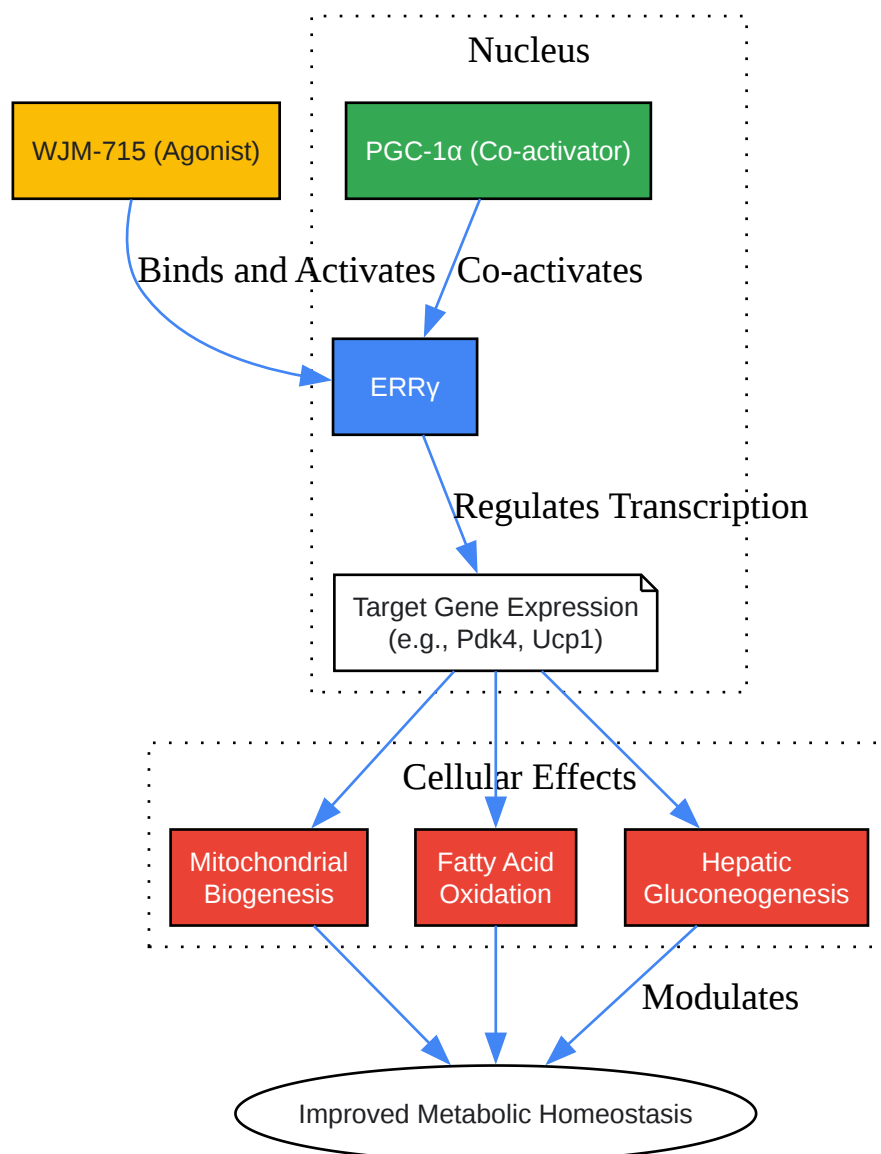 Nucleus
WJM-715 (Agonist)
PGC-1α (Co-activator)
Binds and Activates
Co-activates
ERRγ
Regulates Transcription
Target Gene Expression
(e.g., Pdk4, Ucp1)
Cellular Effects
Mitochondrial
Biogenesis
Fatty Acid
Oxidation
Hepatic
Gluconeogenesis
Modulates
Improved Metabolic Homeostasis